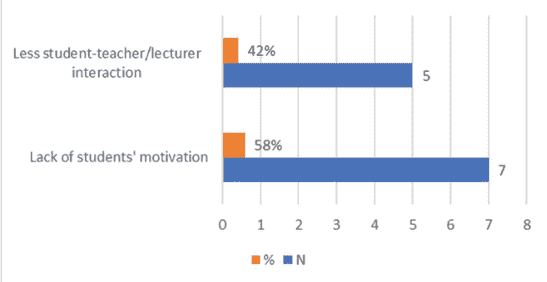 Less student-teacher/lecturer
interaction
42%
5
Lack of students' motivation
58%
7
0 1 2 3 4 5 6 7 8
% N